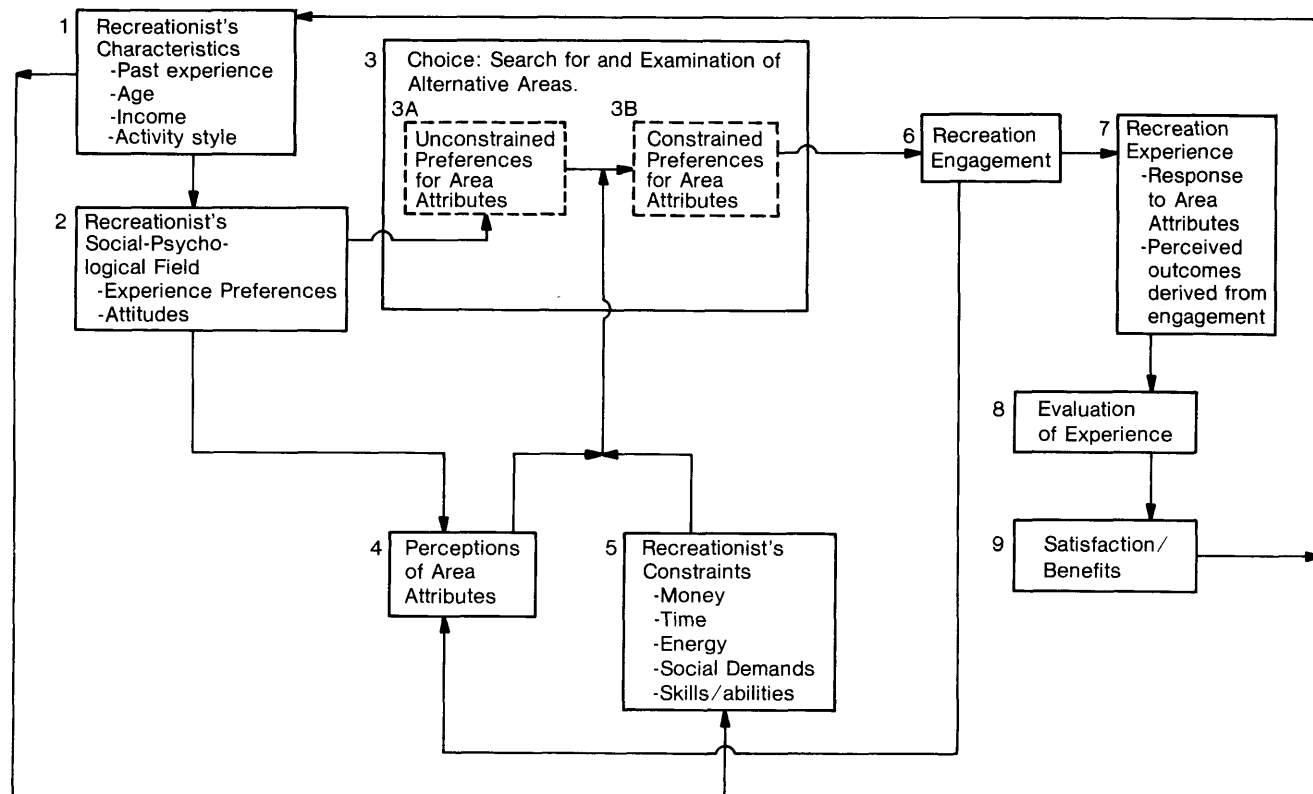 1
Recreationist's
Characteristics
-Past experience
-Age
-Income
-Activity style
2
Recreationist's
Social-Psycho-
logical Field
-Experience Preferences
-Attitudes
3
Choice: Search for and Examination of
Alternative Areas.
3A
Unconstrained
Preferences
for Area
Attributes
3B
Constrained
Preferences
for Area
Attributes
4
Perceptions
of Area
Attributes
5
Recreationist's
Constraints
-Money
-Time
-Energy
-Social Demands
-Skills/abilities
6
Recreation
Engagement
7
Recreation
Experience
-Response
to Area
Attributes
-Perceived
outcomes
derived from
engagement
8
Evaluation
of Experience
9
Satisfaction/
Benefits